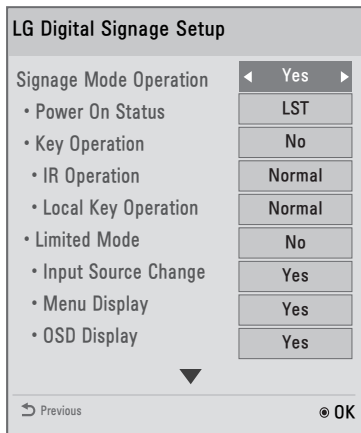 LG Digital Signage Setup
Signage Mode Operation ◀ Yes ▶
• Power On Status LST
• Key Operation No
• IR Operation Normal
• Local Key Operation Normal
• Limited Mode No
• Input Source Change Yes
• Menu Display Yes
• OSD Display Yes
▼
Previous ◉ OK